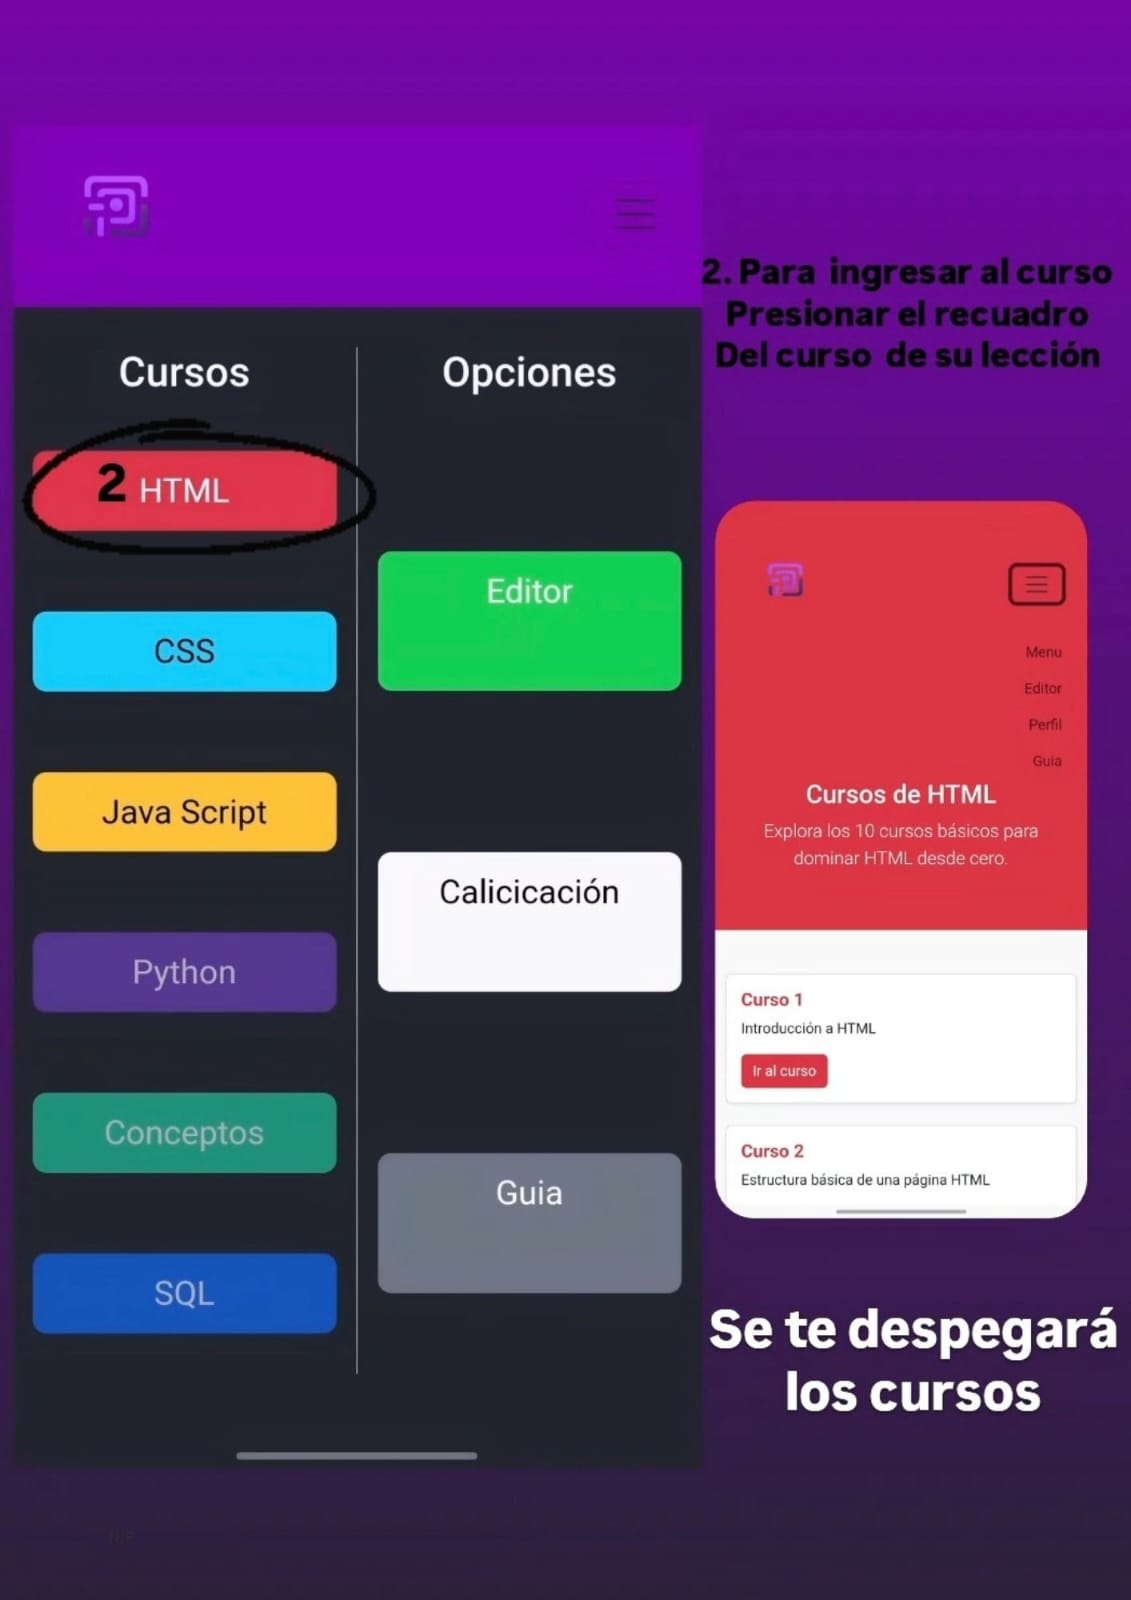 2. Para ingresar al curso
Presionar el recuadro
Del curso de su lección
Cursos
2 HTML
CSS
Java Script
Python
Conceptos
SQL
Opciones
Editor
Calicicación
Guia
Menu
Editor
Perfil
Guia
Cursos de HTML
Explora los 10 cursos básicos para
dominar HTML desde cero.
Curso 1
Introducción a HTML
Ir al curso
Curso 2
Estructura básica de una página HTML
Se te despegará
los cursos